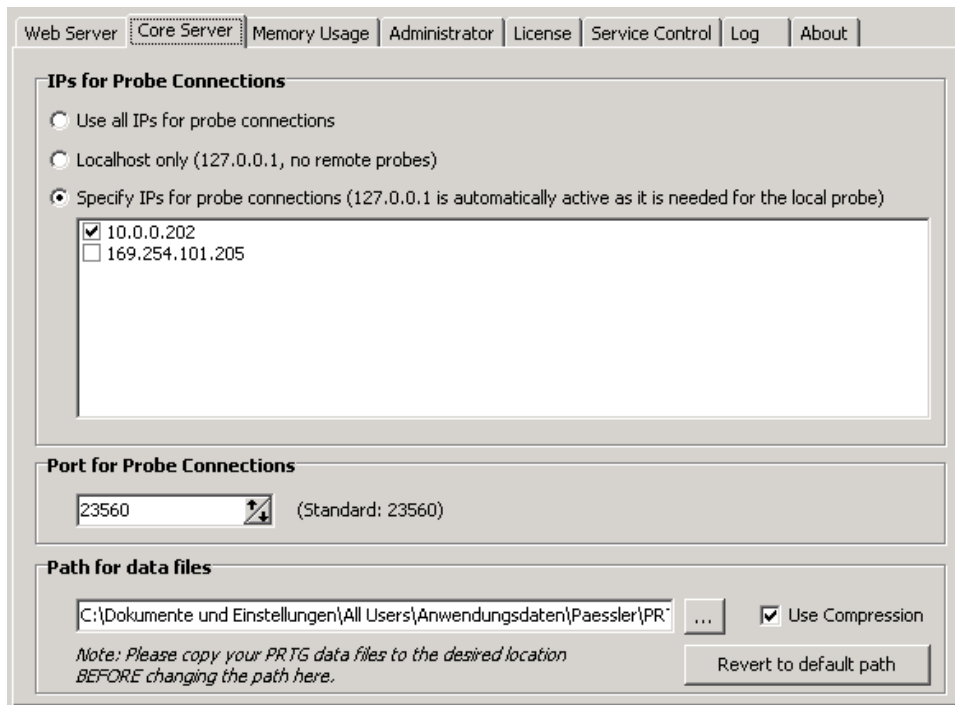 Web Server Core Server Memory Usage Administrator License Service Control Log About
IPs for Probe Connections
Use all IPs for probe connections
Localhost only (127.0.0.1, no remote probes)
Specify IPs for probe connections (127.0.0.1 is automatically active as it is needed for the local probe)
10.0.0.202
169.254.101.205
Port for Probe Connections
23560 (Standard: 23560)
Path for data files
C:\Dokumente und Einstellungen\All Users\Anwendungsdaten\Paessler\PRT ... Use Compression
Note: Please copy your PRTG data files to the desired location
BEFORE changing the path here.
Revert to default path